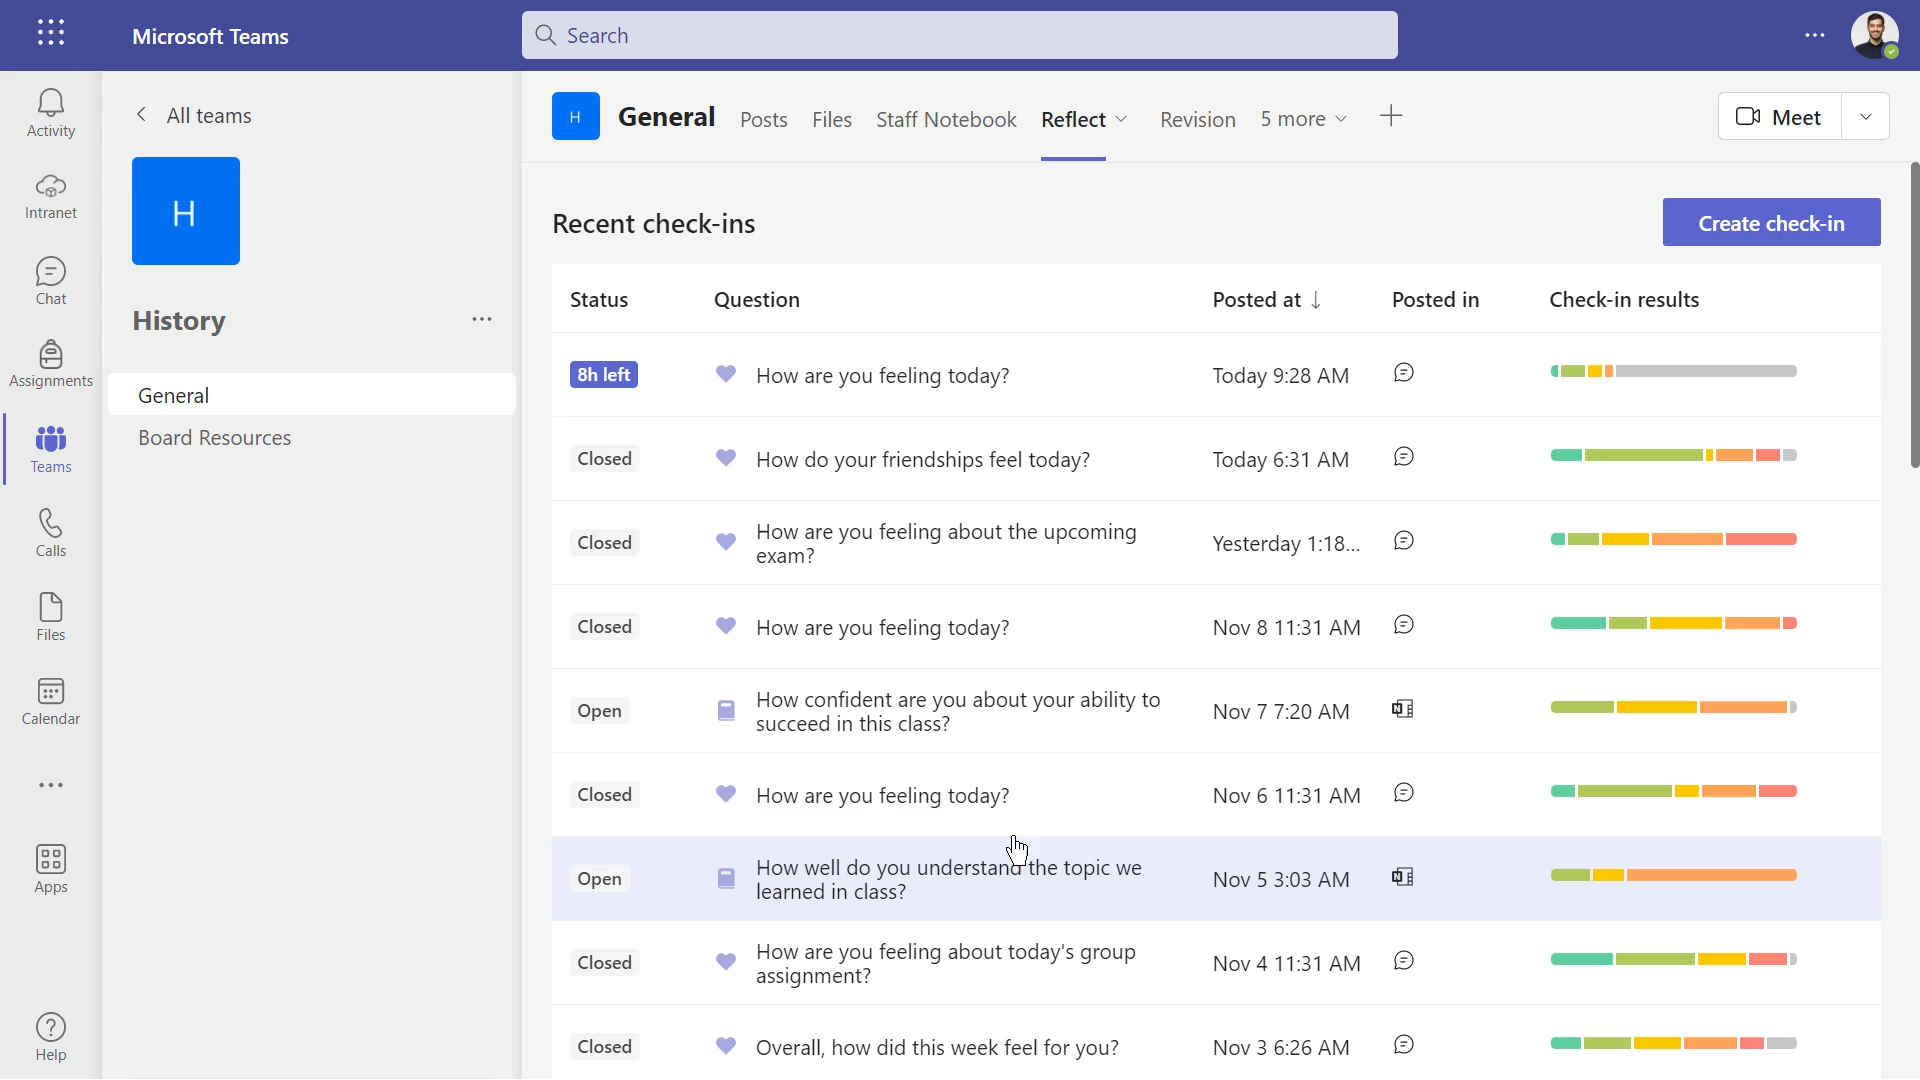 Microsoft Teams
Search
Activity
Intranet
Chat
Assignments
Teams
Calls
Files
Calendar
Apps
Help
All teams
H
History
General
Board Resources
H
General
Posts
Files
Staff Notebook
Reflect
Revision
5 more
Meet
Recent check-ins
Create check-in
Status Question Posted at Posted in Check-in results
8h left How are you feeling today? Today 9:28 AM
Closed How do your friendships feel today? Today 6:31 AM
Closed How are you feeling about the upcoming
exam?
Yesterday 1:18...
Closed How are you feeling today? Nov 8 11:31 AM
Open How confident are you about your ability to
succeed in this class?
Nov 7 7:20 AM
N
Closed How are you feeling today? Nov 6 11:31 AM
Open How well do you understand the topic we
learned in class?
Nov 5 3:03 AM
N
Closed How are you feeling about today's group
assignment?
Nov 4 11:31 AM
Closed Overall, how did this week feel for you? Nov 3 6:26 AM